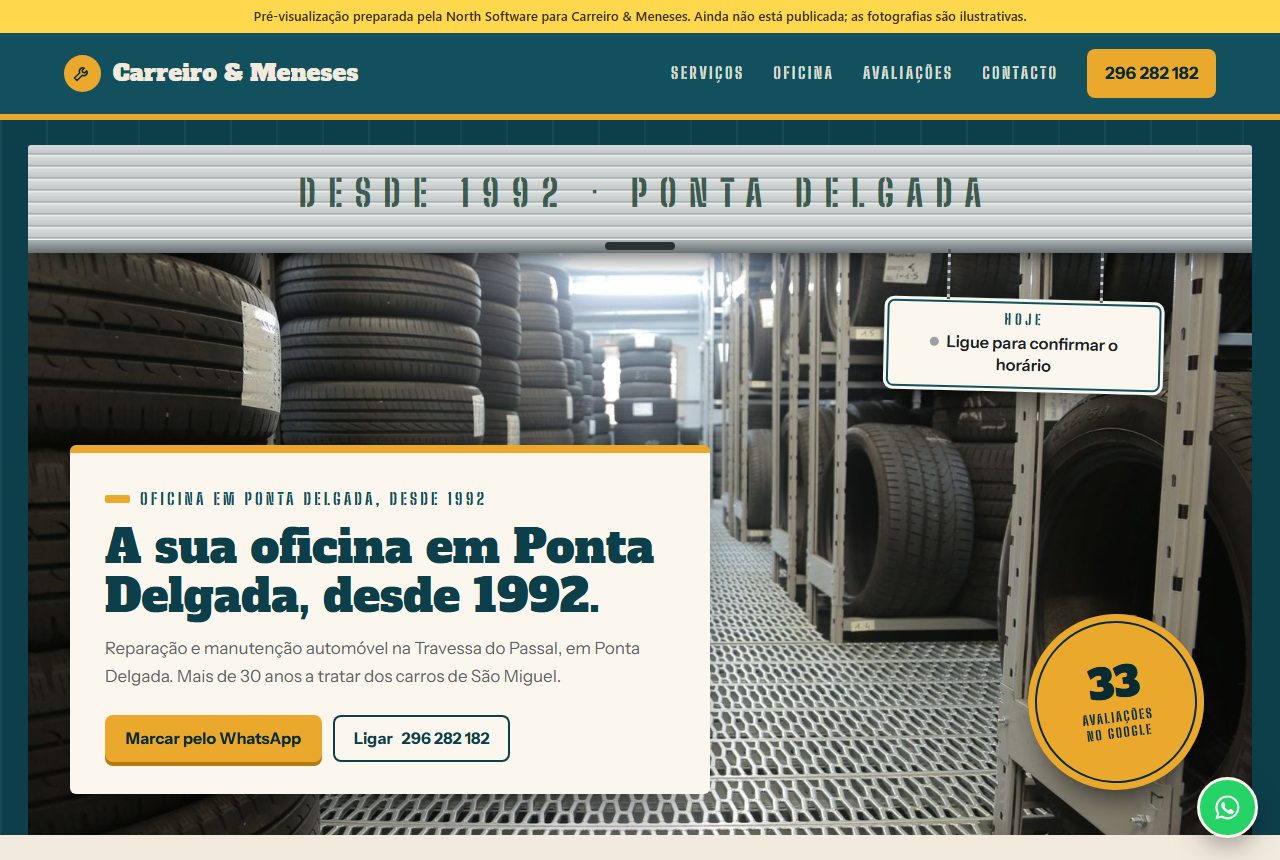 Pré-visualização preparada pela North Software para Carreiro & Meneses. Ainda não está publicada; as fotografias são ilustrativas.
Carreiro & Meneses
SERVIÇOS
OFICINA
AVALIAÇÕES
CONTACTO
296 282 182
DESDE 1992 · PONTA DELGADA
HOJE
Ligue para confirmar o
horário
OFICINA EM PONTA DELGADA, DESDE 1992
A sua oficina em Ponta
Delgada, desde 1992.
Reparação e manutenção automóvel na Travessa do Passal, em Ponta
Delgada. Mais de 30 anos a tratar dos carros de São Miguel.
Marcar pelo WhatsApp
Ligar 296 282 182
33
AVALIAÇÕES
NO GOOGLE